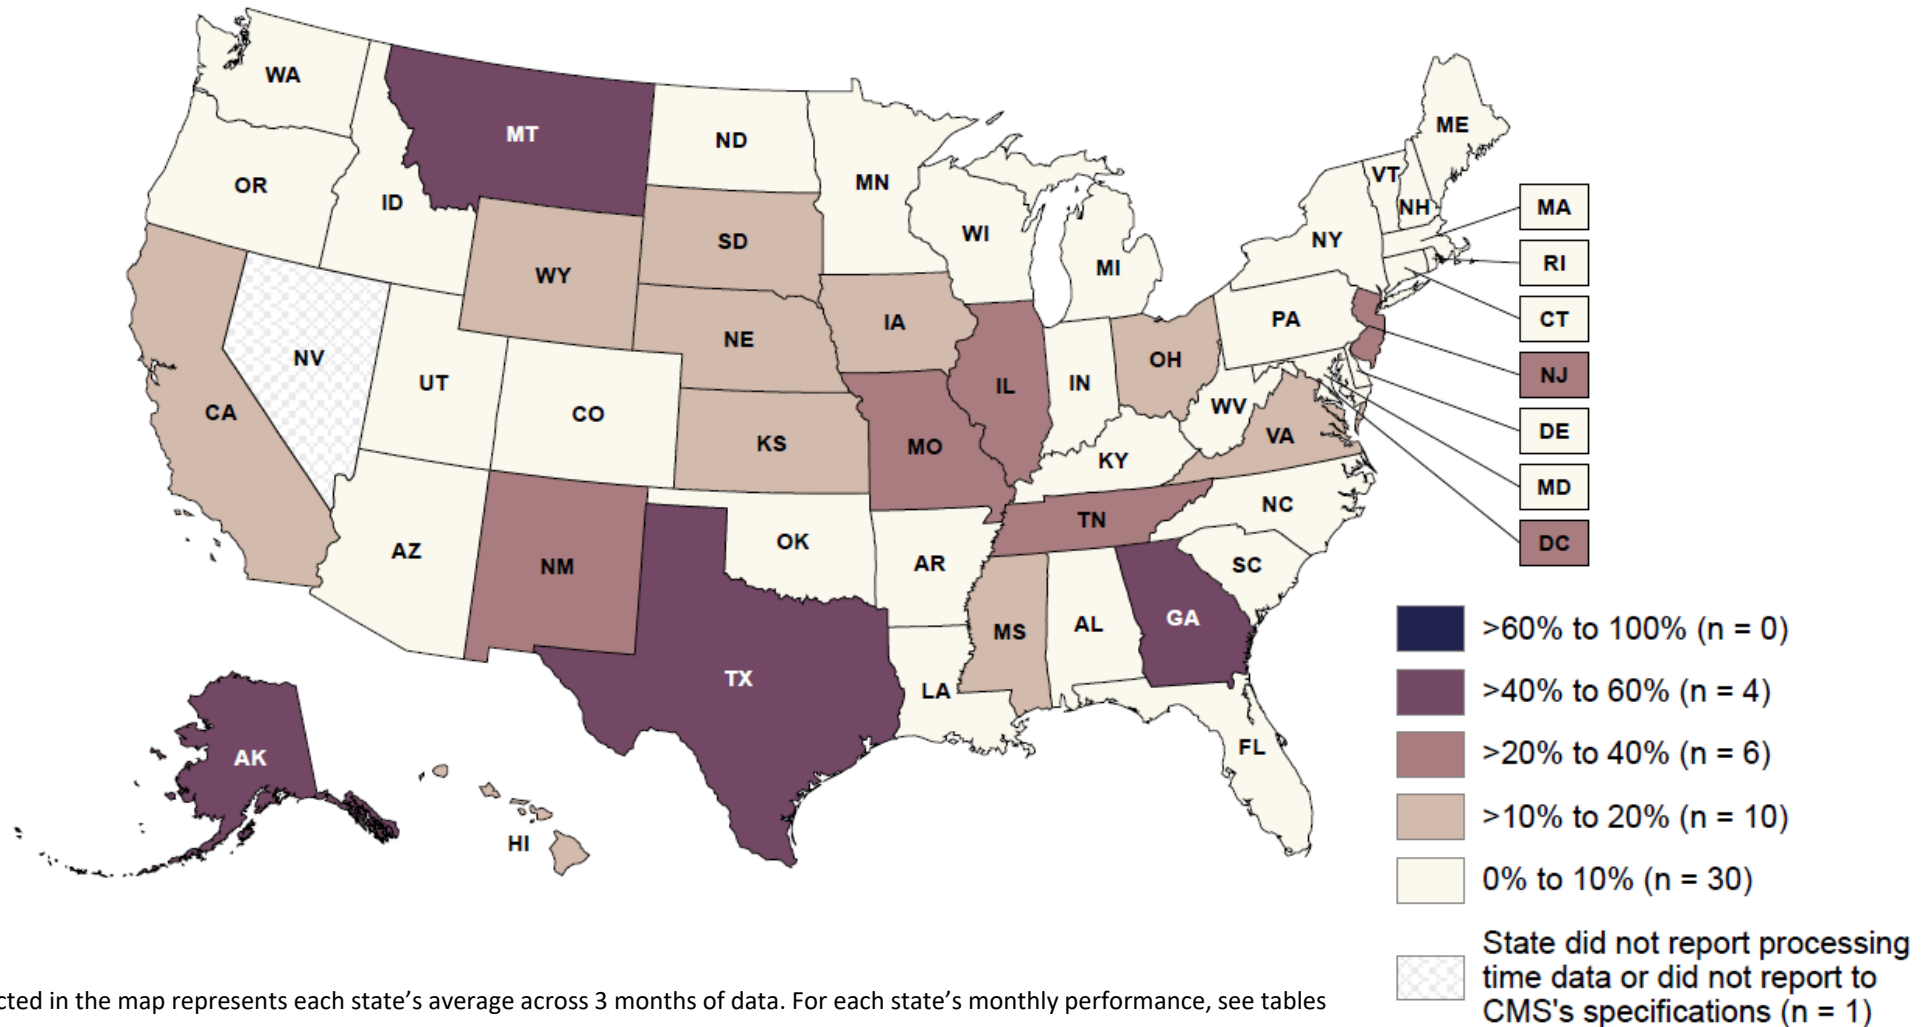 WA
MT
ND
MN
ME
OR
ID
VT
NH
MA
SD
WI
NY
RI
WY
MI
CT
IA
PA
NE
NV
OH
NJ
UT
IL
IN
CO
CA
WV
DE
KS
MO
VA
KY
MD
NC
TN
DC
AZ
OK
NM
AR
SC
GA
MS
AL
TX
LA
FL
AK
HI
>60% to 100% (n = 0)
>40% to 60% (n = 4)
>20% to 40% (n = 6)
>10% to 20% (n = 10)
0% to 10% (n = 30)
State did not report processing
time data or did not report to
CMS's specifications (n = 1)
cted in the map represents each state’s average across 3 months of data. For each state’s monthly performance, see tables